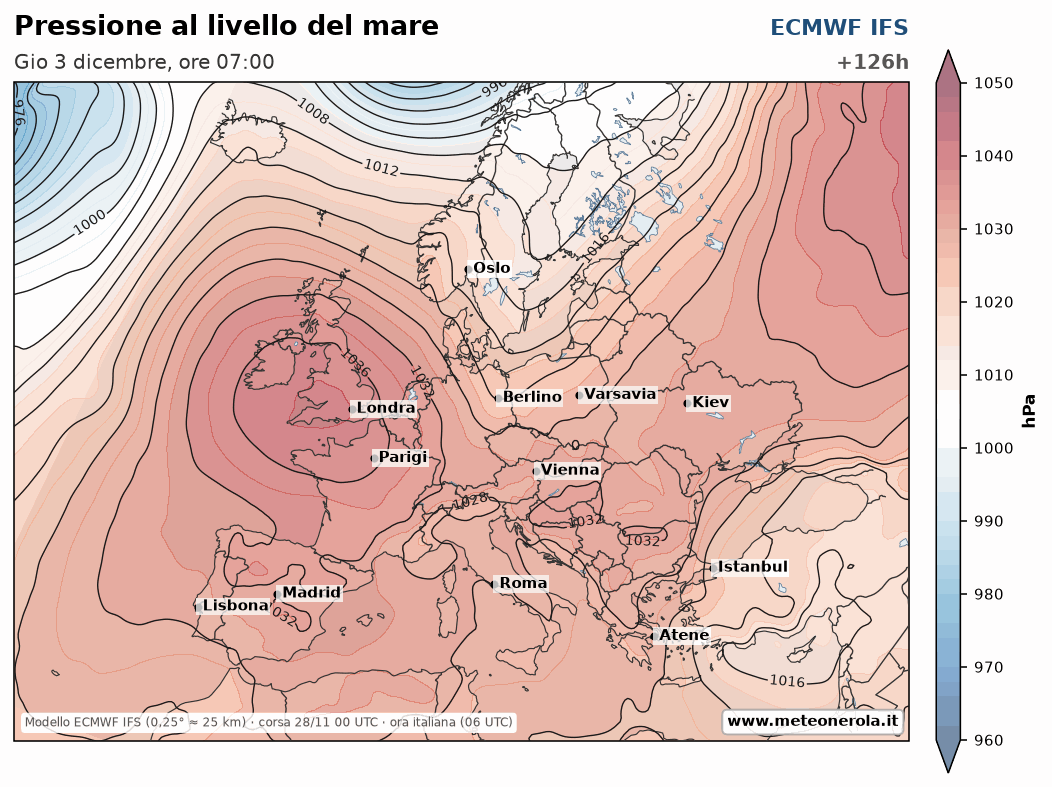 Pressione al livello del mare
ECMWF IFS
Gio 3 dicembre, ore 07:00
+126h
976
1008
996
1012
1000
1016
Oslo
1036
1032
Londra
Berlino
Varsavia
Kiev
Parigi
Vienna
1028
1032
1032
Istanbul
Roma
Madrid
Lisbona
1032
Atene
1016
Modello ECMWF IFS (0,25° ≈ 25 km) · corsa 28/11 00 UTC · ora italiana (06 UTC)
www.meteonerola.it
1050
1040
1030
1020
1010
1000
990
980
970
960
hPa